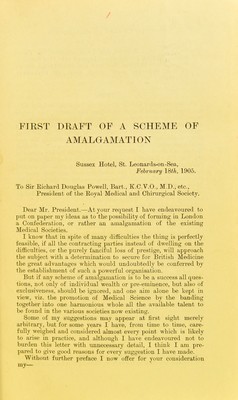 FIRST DRAFT OF A SCHEME OF
AMALGAMATION
Sussex Hotel, St. Leonards-on-Sea,
February 18th, 1905.
To Sir Richard Douglas Powell, Bart., K.C.V.O., M D., etc.,
President of the Royal Medical and Chirurgical Society.
Dear Mr. President.—At your request I have endeavoured to
put on paper my ideas as to the possibility of forming in London
a Confederation, or rather an amalgamation of the existing
Medical Societies.
I know that in spite of many difficulties the thing is perfectly
feasible, if all the contracting parties instead of dwelling on the
difficulties, or the purely fanciful loss of prestige, will approach
the subject with a determination to secure for British Medicine
the great advantages which would undoubtedly be conferred by
the establishment of such a powerful organisation.
But if any scheme of amalgamation is to be a success all ques-
tions, not only of individual wealth or pre-eminence, but also of
exclusiveness, should be ignored, and one aim alone be kept in
view, viz. the promotion of Medical Science by the banding
together into one harmonious whole all the available talent to
be found in the various societies now existing.
Some of my suggestions may appear at first sight merely
arbitrary, but for some years I have, from time to time, care-
fully weighed and considered almost every point which is likely
to arise in practice, and although I have endeavoured not to
burden this letter with unnecessary detail, I think I am pre-
pared to give good reasons for every suggestion I have made.
Without further preface I now offer for your consideration
my—